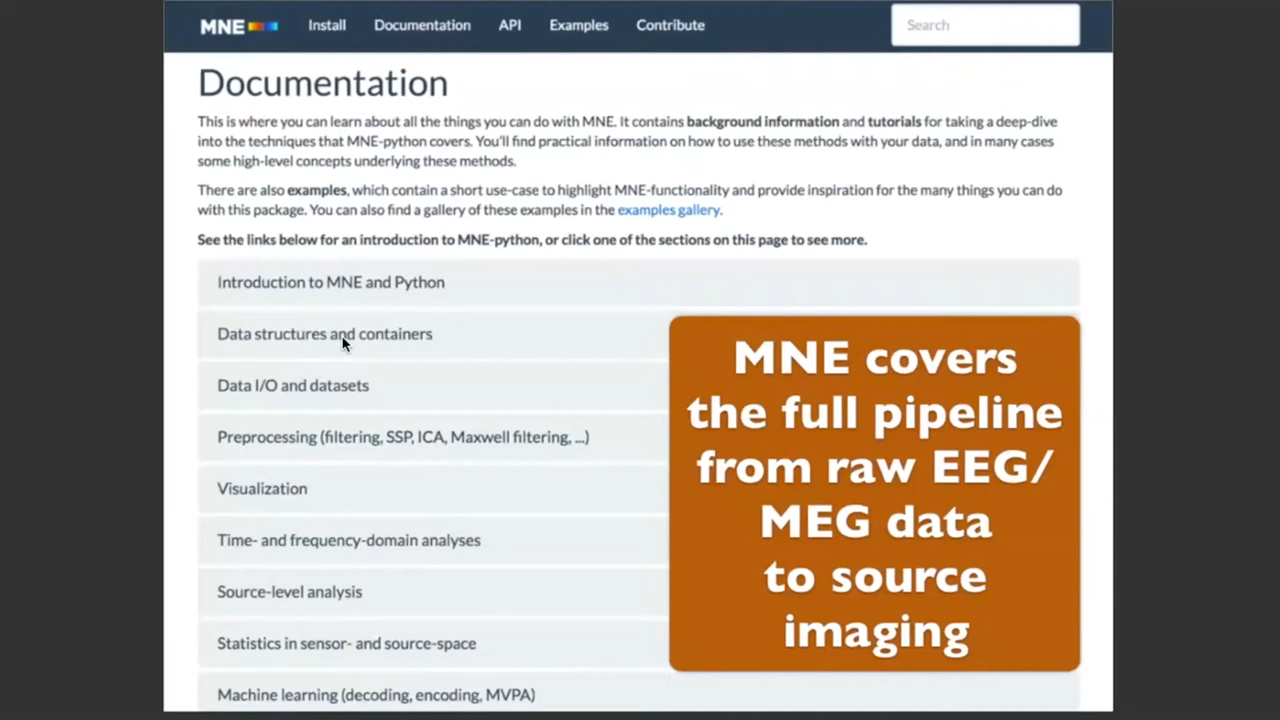 MNE
Install
Documentation
API
Examples
Contribute
Search
Documentation
This is where you can learn about all the things you can do with MNE. It contains background information and tutorials for taking a deep-dive
into the techniques that MNE-python covers. You'll find practical information on how to use these methods with your data, and in many cases
some high-level concepts underlying these methods.
There are also examples, which contain a short use-case to highlight MNE-functionality and provide inspiration for the many things you can do
with this package. You can also find a gallery of these examples in the examples gallery.
See the links below for an introduction to MNE-python, or click one of the sections on this page to see more.
Introduction to MNE and Python
Data structures and containers
Data I/O and datasets
Preprocessing (filtering, SSP, ICA, Maxwell filtering, ...)
Visualization
Time- and frequency-domain analyses
Source-level analysis
Statistics in sensor- and source-space
Machine learning (decoding, encoding, MVPA)
MNE covers
the full pipeline
from raw EEG/
MEG data
to source
imaging